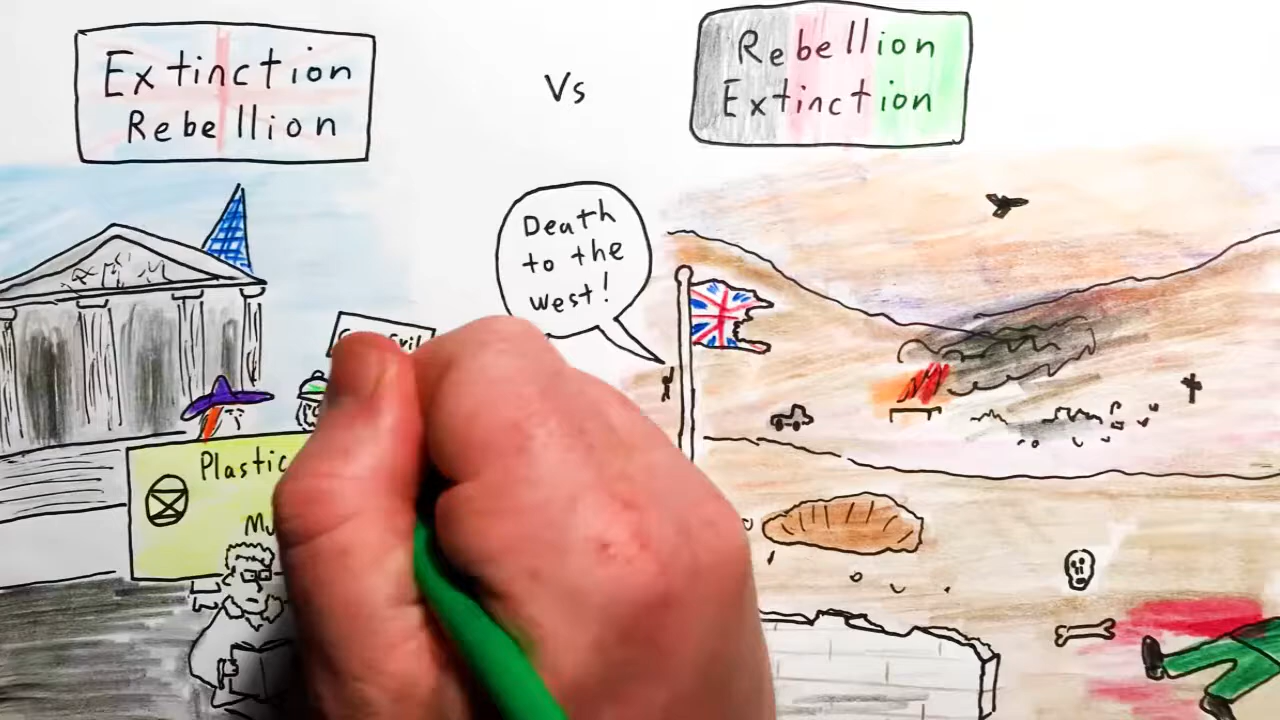 Extinction
Rebellion
Vs
Rebellion
Extinction
Death
to the
west!
Plastic